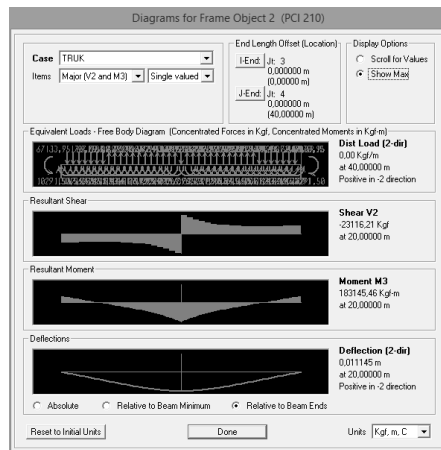 Diagrams for Frame Object 2 (PCI 210)
Case TRUK
Items Major (V2 and M3) Single valued
End Length Offset (Location)
I-End: Jt: 3
0,000000 m
(0,00000 m)
J-End: Jt: 4
0,000000 m
(40,00000 m)
Display Options
Scroll for Values
Show Max
Equivalent Loads - Free Body Diagram (Concentrated Forces in Kgf, Concentrated Moments in Kgf-m)
Dist Load (2-dir)
0,00 Kgf/m
at 40,00000 m
Positive in -2 direction
Resultant Shear
Shear V2
-23116,21 Kgf
at 20,00000 m
Resultant Moment
Moment M3
183145,46 Kgf-m
at 20,00000 m
Deflections
Deflection (2-dir)
0,011145 m
at 20,00000 m
Positive in -2 direction
Absolute Relative to Beam Minimum Relative to Beam Ends
Reset to Initial Units Done Units Kgf, m, C